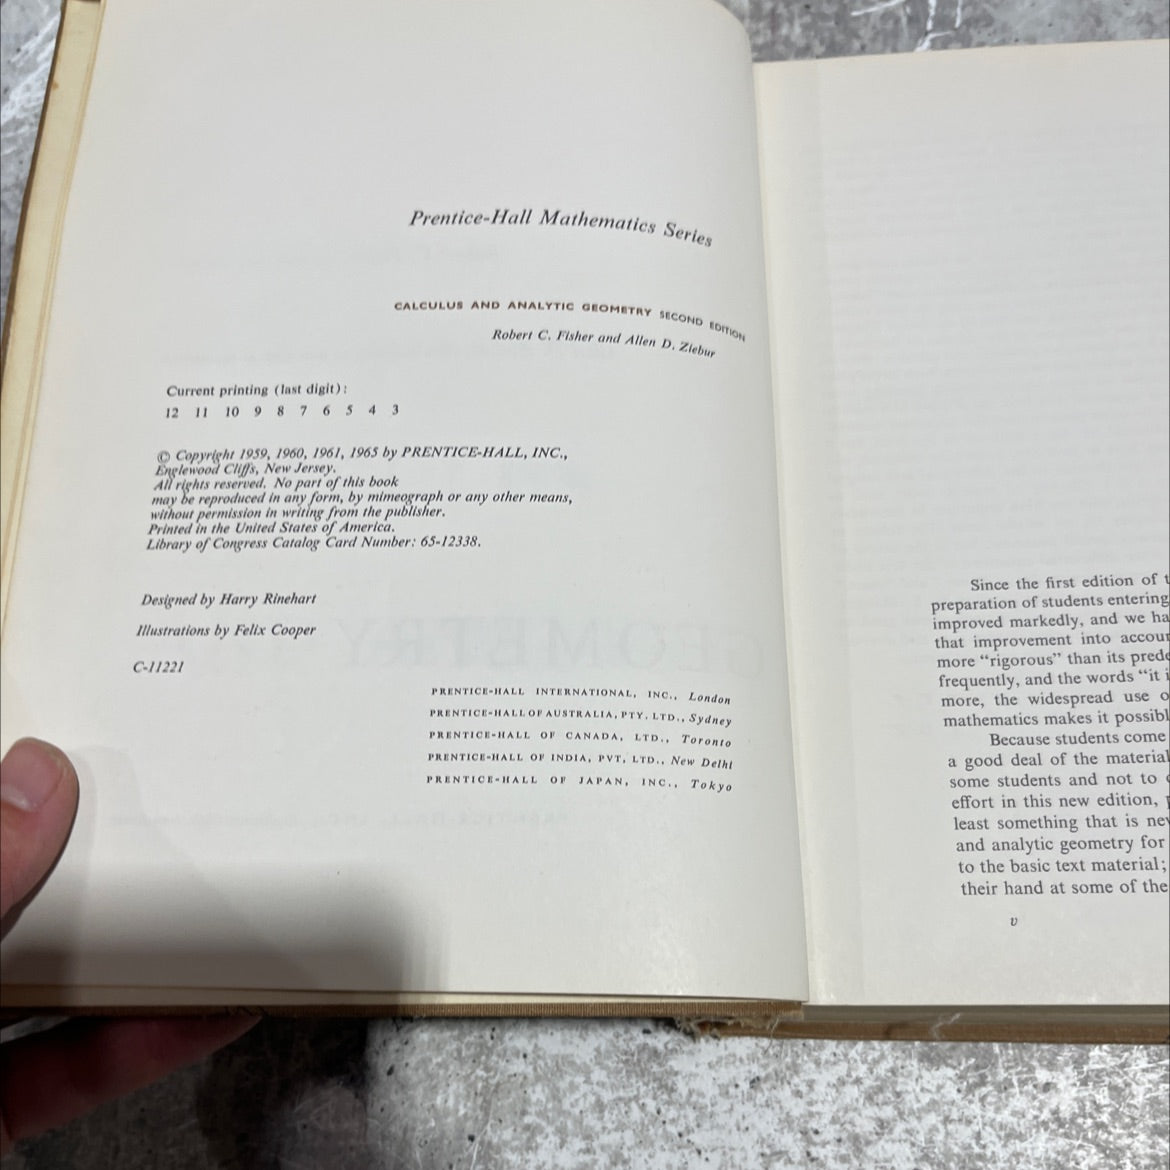 Prentice-Hall Mathematics Series
CALCULUS AND ANALYTIC GEOMETRY SECOND EDITION
Robert C. Fisher and Allen D. Ziebur
Current printing (last digit):
12 11 10 9 8 7 6 5 4 3
© Copyright 1959, 1960, 1961, 1965 by PRENTICE-HALL, INC.,
Englewood Cliffs, New Jersey.
All rights reserved. No part of this book
may be reproduced in any form, by mimeograph or any other means,
without permission in writing from the publisher.
Printed in the United States of America.
Library of Congress Catalog Card Number: 65-12338.
Designed by Harry Rinehart
Illustrations by Felix Cooper
C-11221
PRENTICE-HALL INTERNATIONAL, INC., London
PRENTICE-HALL OF AUSTRALIA, PTY. LTD., Sydney
PRENTICE-HALL OF CANADA, LTD., Toronto
PRENTICE-HALL OF INDIA, PVT. LTD., New Delhi
PRENTICE-HALL OF JAPAN, INC., Tokyo
Since the first edition of
preparation of students entering
improved markedly, and we
that improvement into
more “rigorous” than its
frequently, and the words “it
more, the widespread use
mathematics makes it
Because students come
a good deal of the material
some students and not to
effort in this new edition,
least something that is
and analytic geometry for
to the basic text material;
their hand at some of the
v